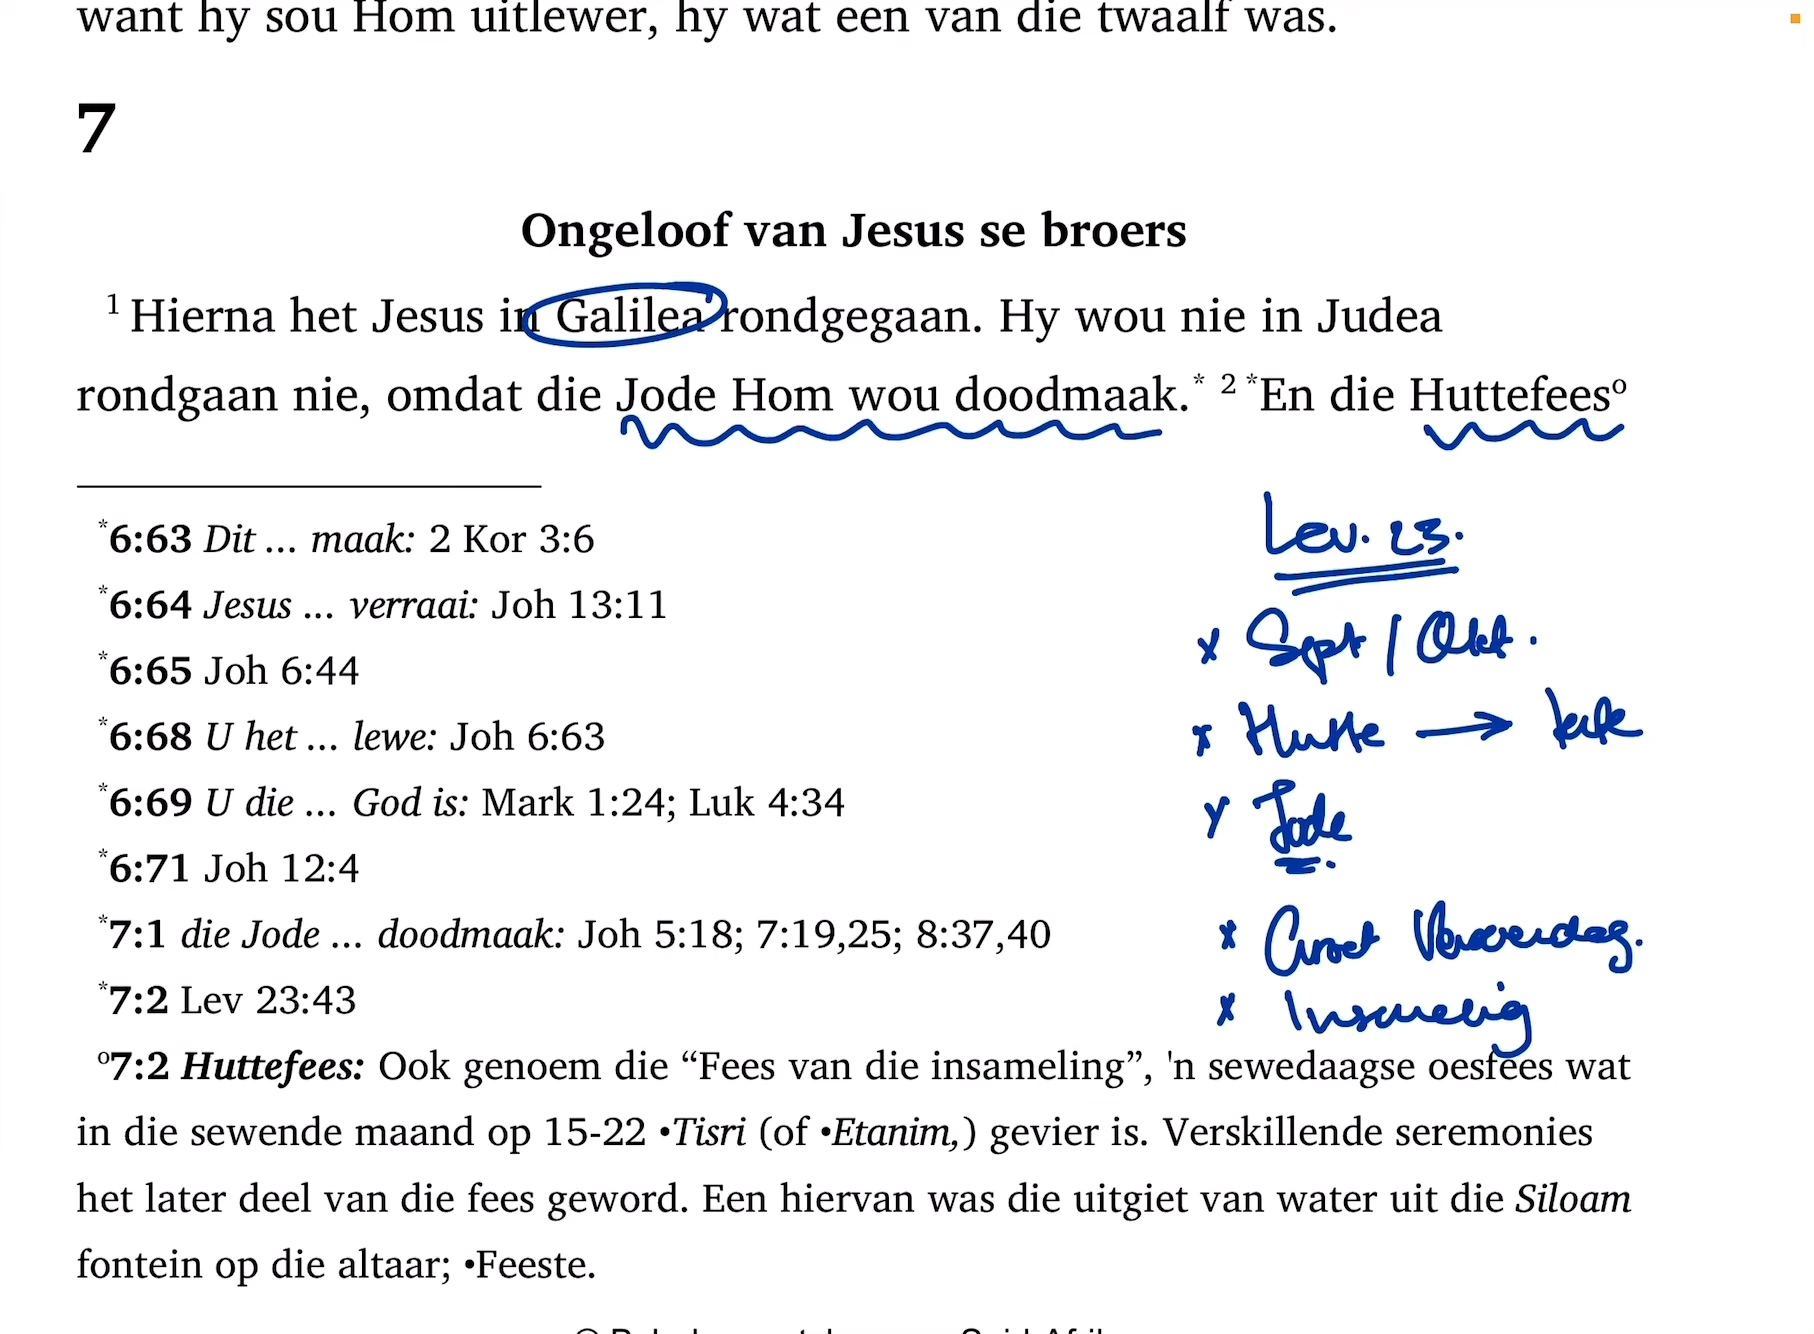 want hy sou Hom uitlewer, hy wat een van die twaalf was.
7
Ongeloof van Jesus se broers
1 Hierna het Jesus in Galilea rondgegaan. Hy wou nie in Judea
rondgaan nie, omdat die Jode Hom wou doodmaak.* 2 *En die Huttefeesº
*6:63 Dit ... maak: 2 Kor 3:6
*6:64 Jesus ... verraai: Joh 13:11
*6:65 Joh 6:44
*6:68 U het ... lewe: Joh 6:63
*6:69 U die ... God is: Mark 1:24; Luk 4:34
*6:71 Joh 12:4
*7:1 die Jode ... doodmaak: Joh 5:18; 7:19,25; 8:37,40
*7:2 Lev 23:43
Lev. 23.
x Sept / Okt.
x Hutte →
x Jode
x Groot Versoendag.
x Insameling
º7:2 Huttefees: Ook genoem die “Fees van die insameling”, 'n sewedaagse oesfees wat
in die sewende maand op 15-22 •Tisri (of •Etanim,) gevier is. Verskillende seremonies
het later deel van die fees geword. Een hiervan was die uitgiet van water uit die Siloam
fontein op die altaar; •Feeste.